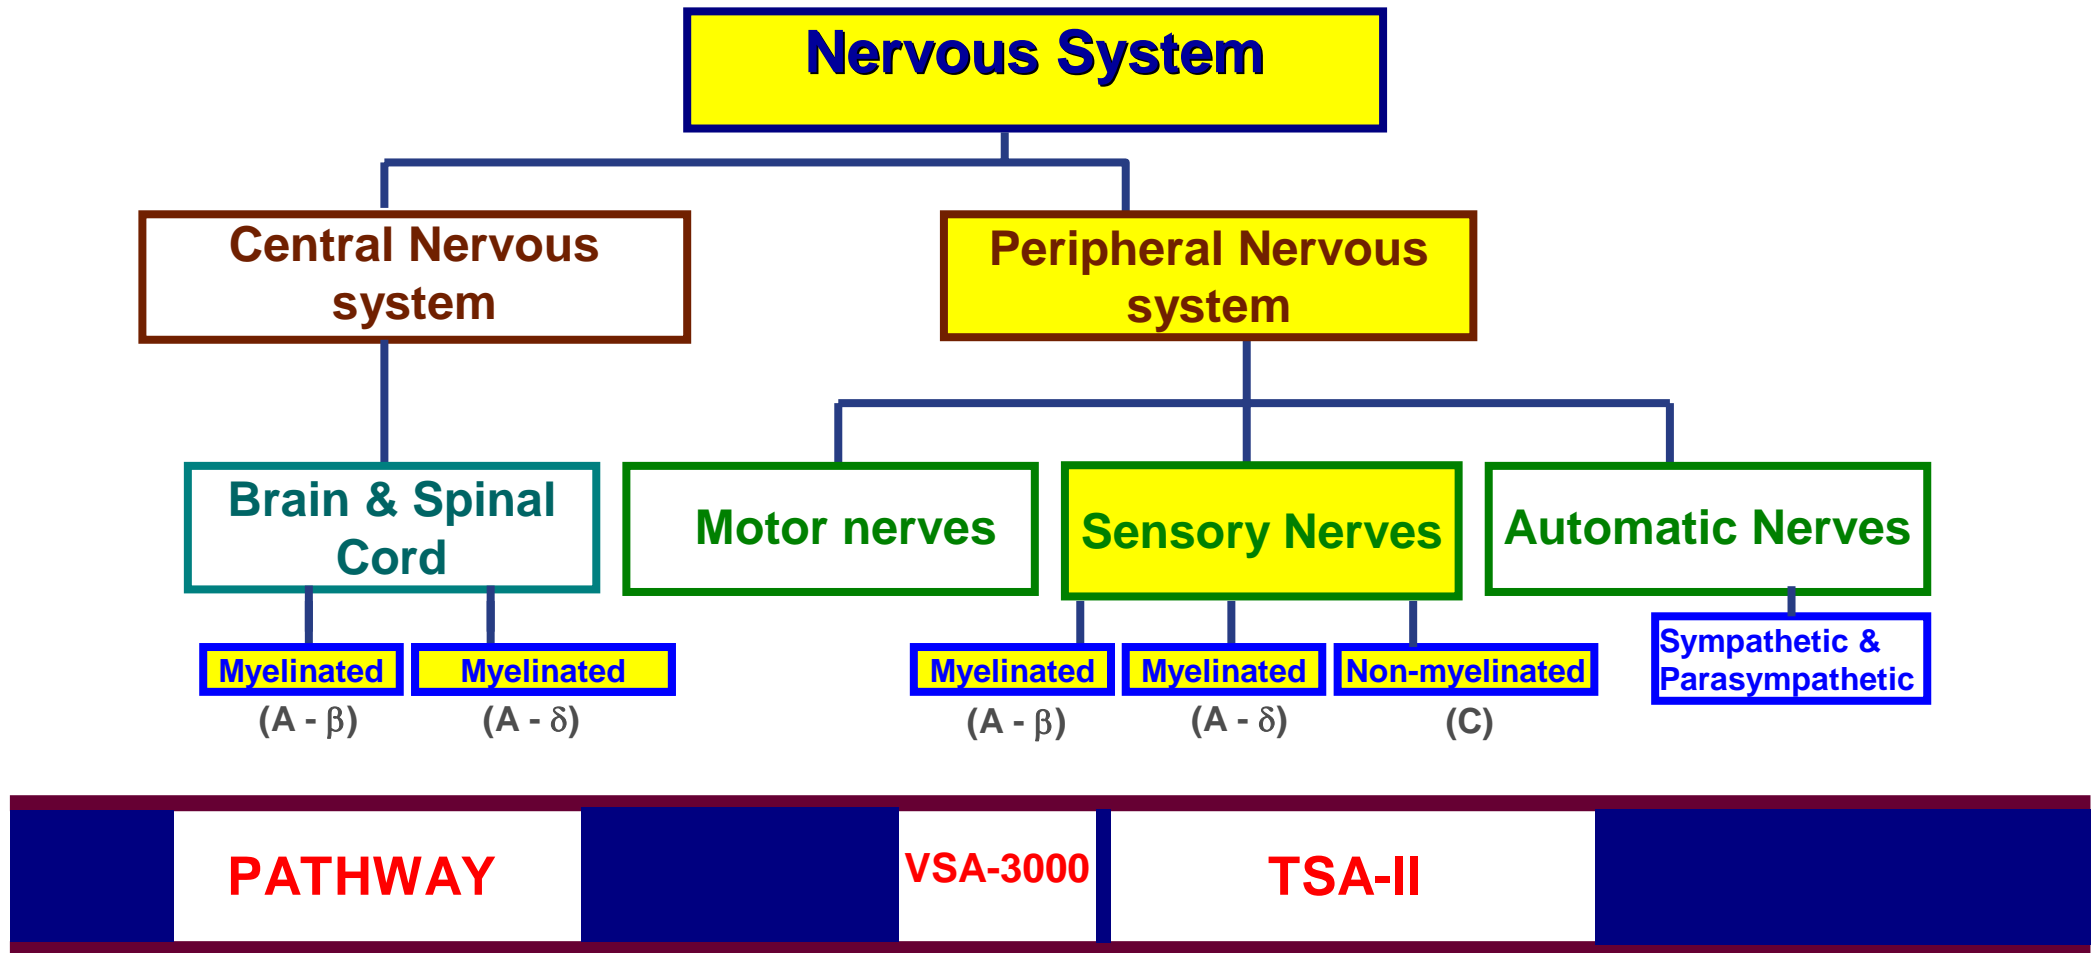 Nervous System
Central Nervous
system
Peripheral Nervous
system
Brain & Spinal
Cord
Motor nerves
Sensory Nerves
Automatic Nerves
Myelinated
Myelinated
Myelinated
Myelinated
Non-myelinated
Sympathetic &
Parasympathetic
(A - β)
(A - δ)
(A - β)
(A - δ)
(C)
PATHWAY
VSA-3000
TSA-II